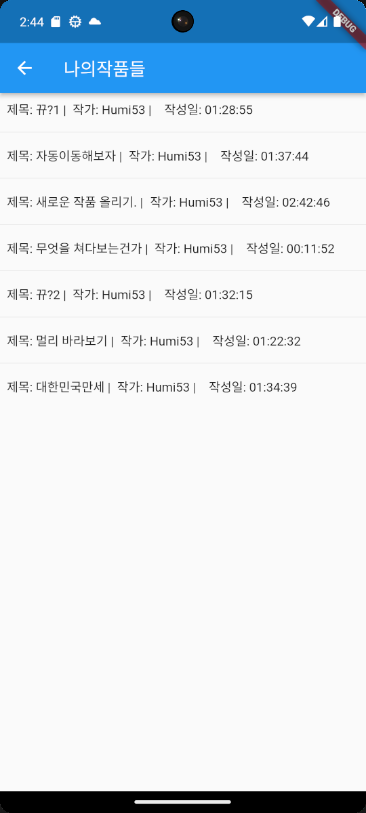 2:44
DEBUG
나의작품들
제목: 뀨?1 | 작가: Humi53 | 작성일: 01:28:55
제목: 자동이동해보자 | 작가: Humi53 | 작성일: 01:37:44
제목: 새로운 작품 올리기. | 작가: Humi53 | 작성일: 02:42:46
제목: 무엇을 쳐다보는건가 | 작가: Humi53 | 작성일: 00:11:52
제목: 뀨?2 | 작가: Humi53 | 작성일: 01:32:15
제목: 멀리 바라보기 | 작가: Humi53 | 작성일: 01:22:32
제목: 대한민국만세 | 작가: Humi53 | 작성일: 01:34:39